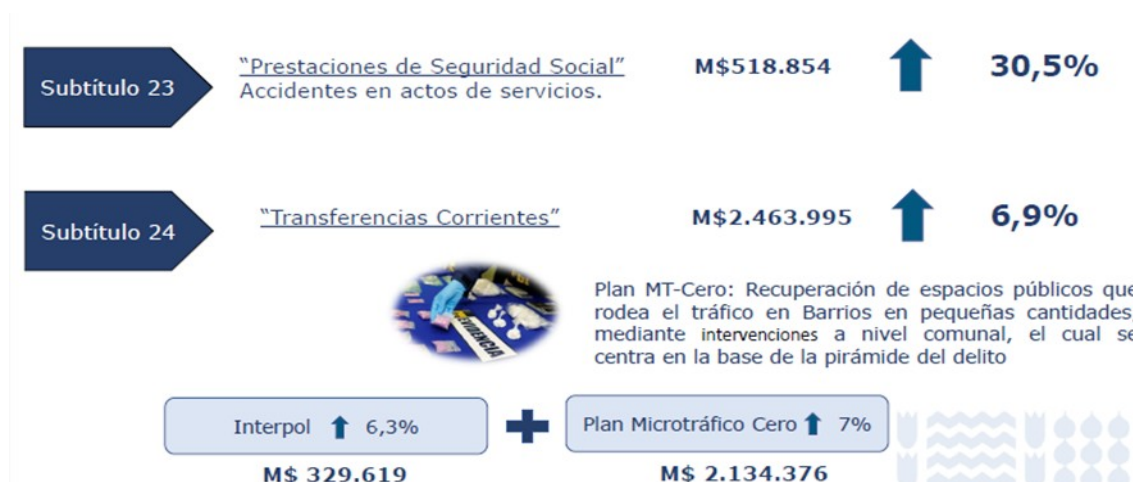 Subtítulo 23
"Prestaciones de Seguridad Social"
Accidentes en actos de servicios.
M$518.854
30,5%
Subtítulo 24
"Transferencias Corrientes"
M$2.463.995
6,9%
EVIDENCIA
Plan MT-Cero: Recuperación de espacios públicos que
rodea el tráfico en Barrios en pequeñas cantidades,
mediante intervenciones a nivel comunal, el cual se
centra en la base de la pirámide del delito
Interpol 6,3%
Plan Microtráfico Cero 7%
M$ 329.619
M$ 2.134.376